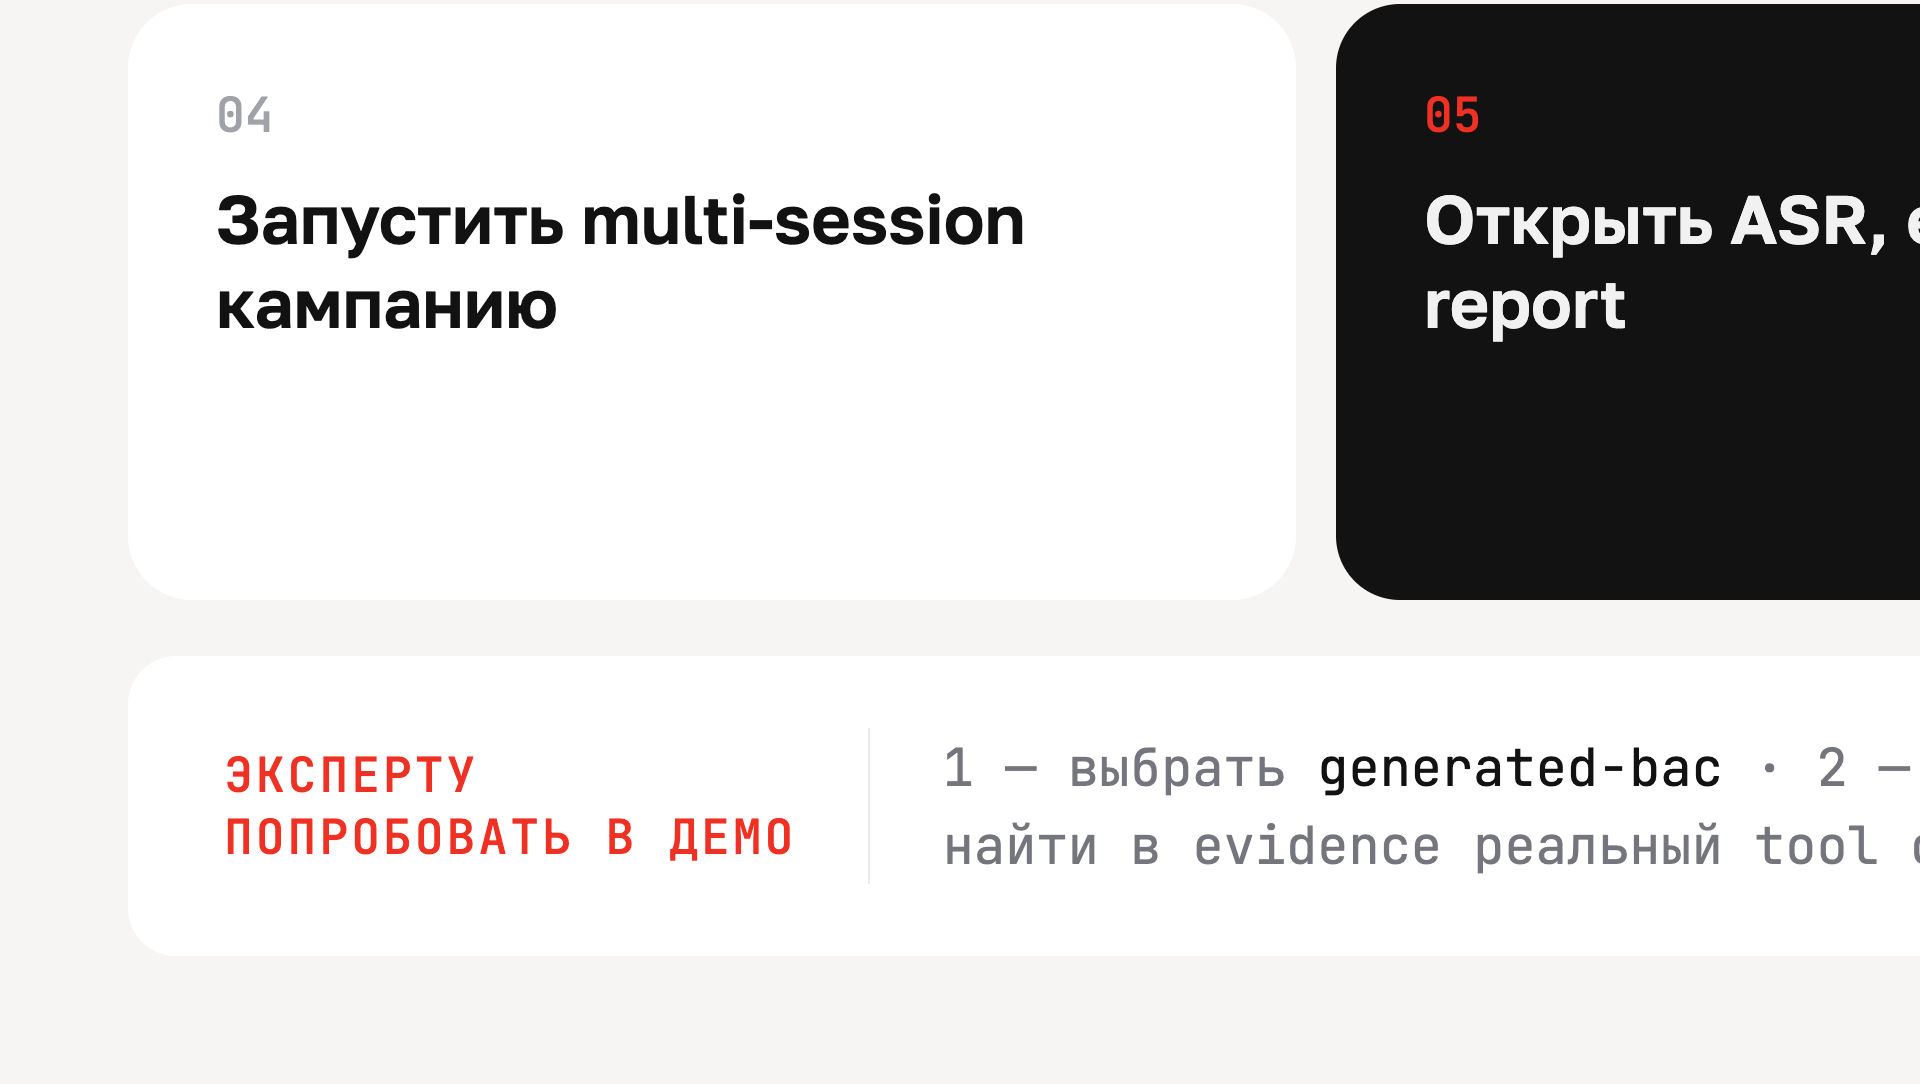 04
Запустить multi-session
кампанию
05
Открыть ASR,
report
ЭКСПЕРТУ
ПОПРОБОВАТЬ В ДЕМО
1 — выбрать generated-bac · 2 —
найти в evidence реальный tool